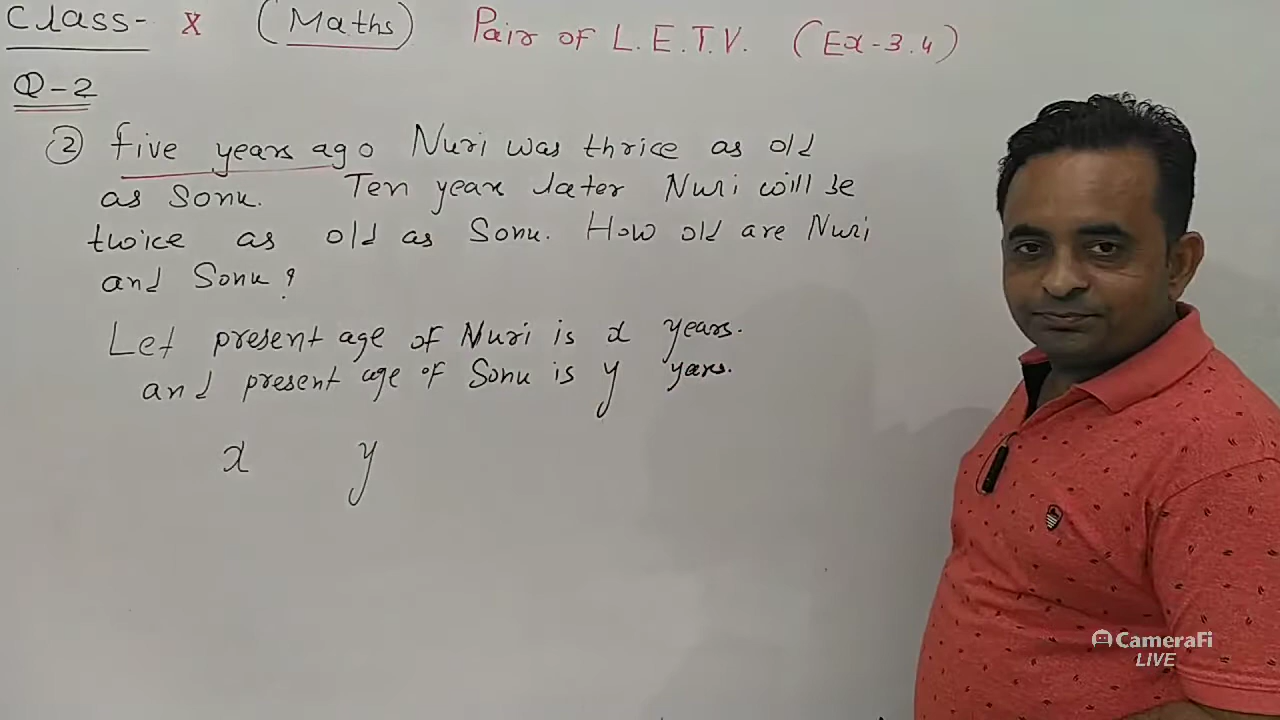 Class- X (Maths) Pair of L.E.T.V. (Ex-3.4)
Q-2
② five years ago Nuri was thrice as old
as Sonu. Ten year later Nuri will be
twice as old as Sonu. How old are Nuri
and Sonu?
Let present age of Nuri is x years.
and present age of Sonu is y years.
x y
CameraFi
LIVE